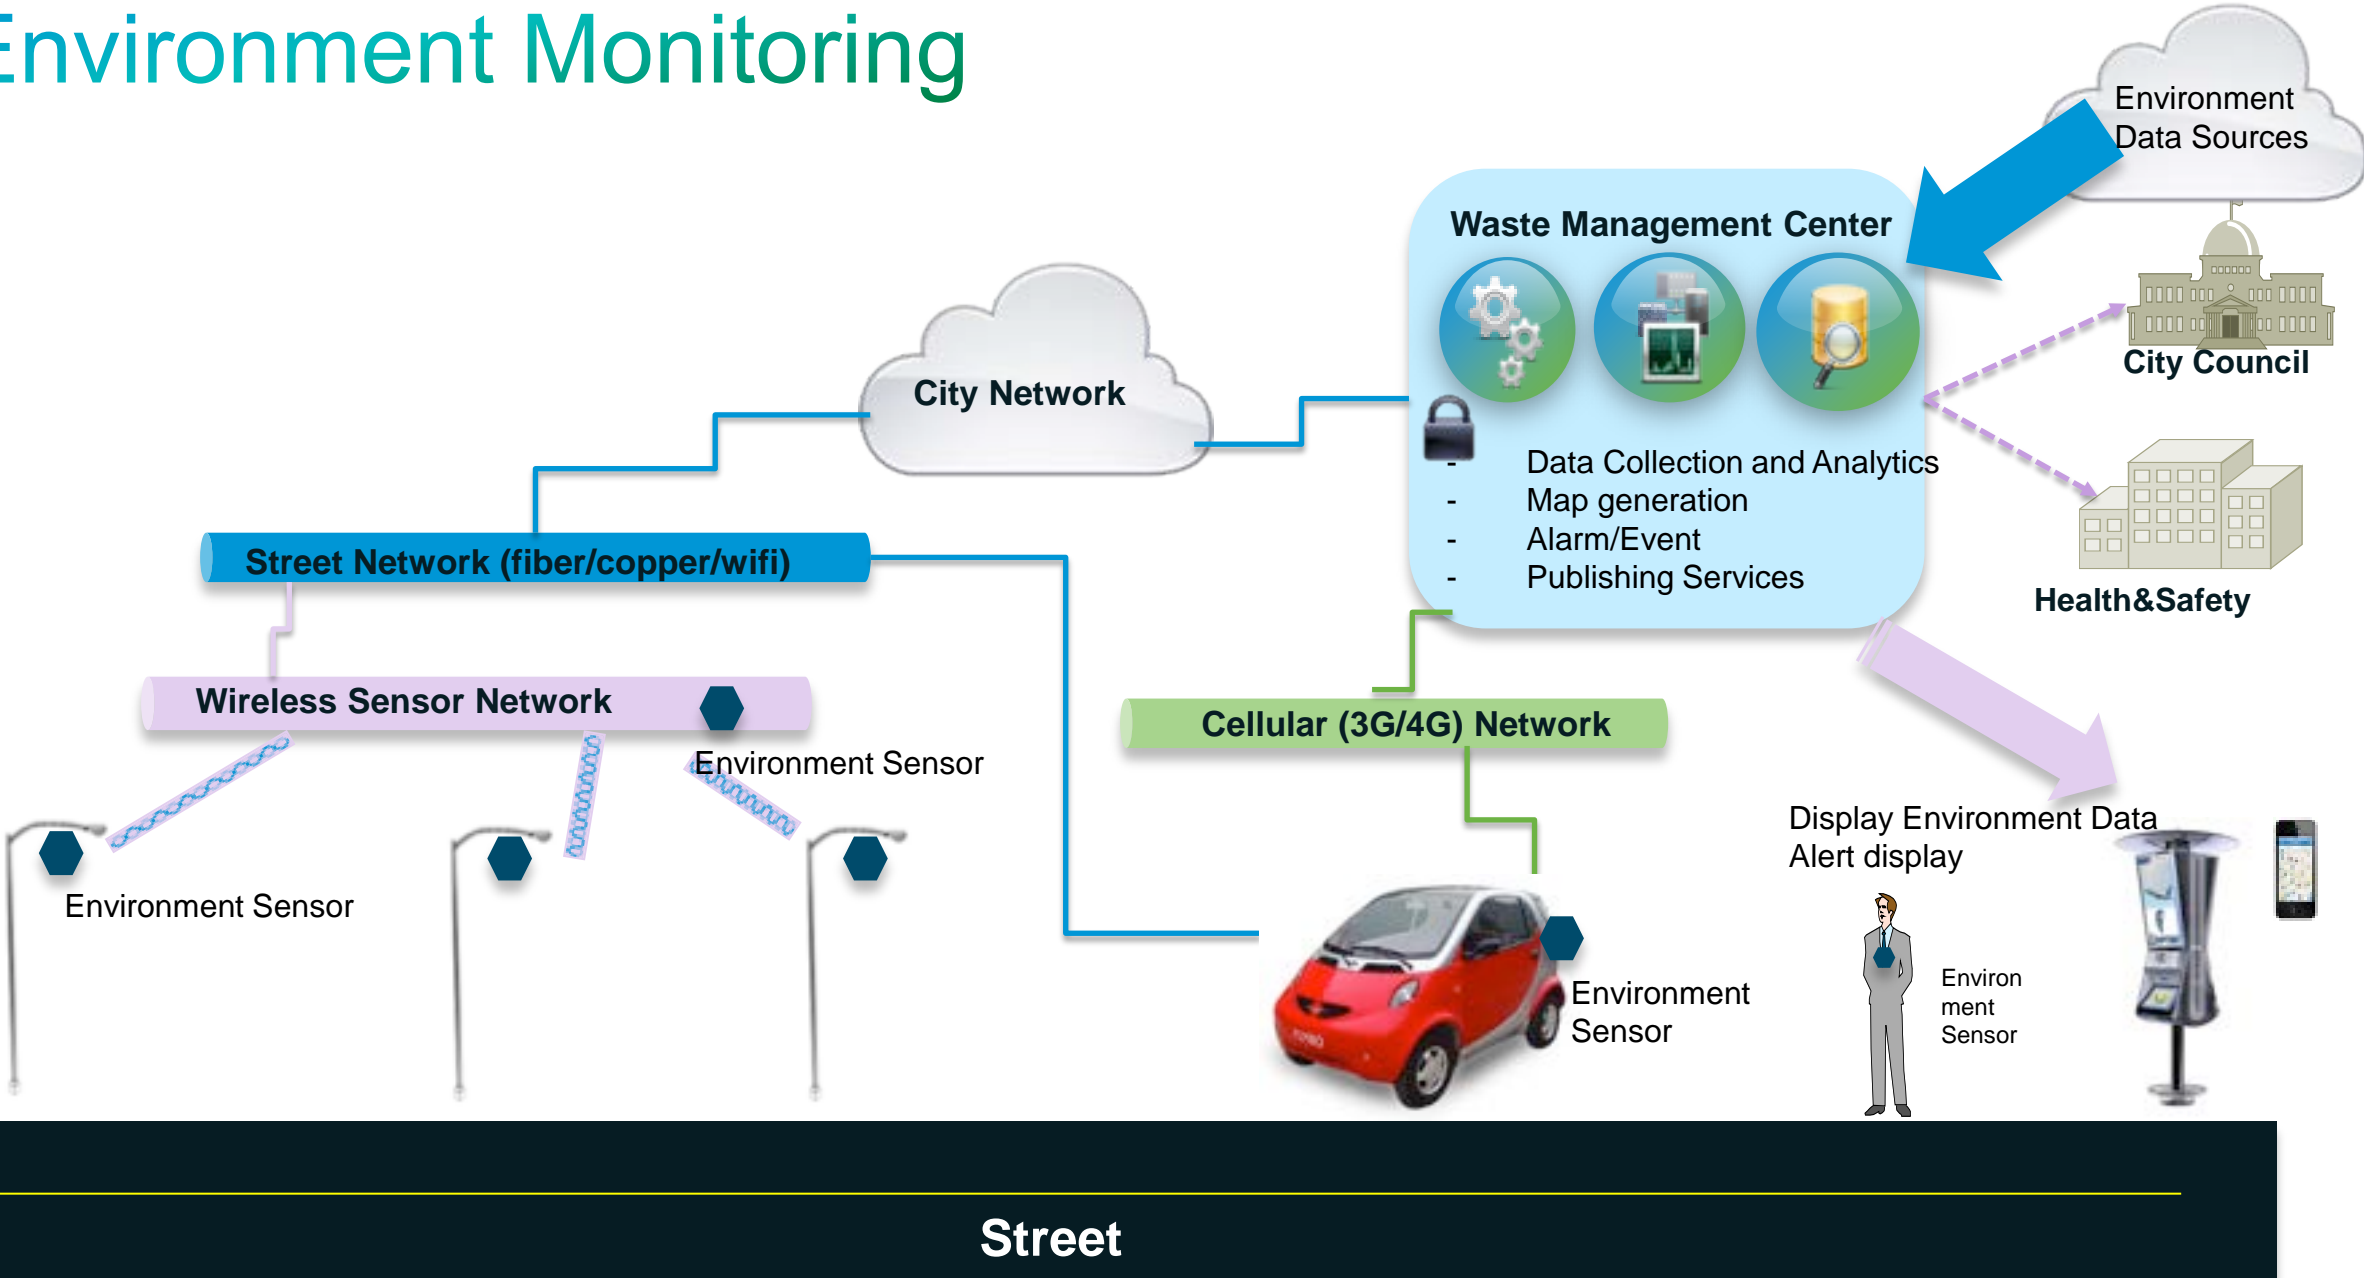 Environment Monitoring
Environment
Data Sources
Waste Management Center
City Network
City Council
- Data Collection and Analytics
- Map generation
- Alarm/Event
- Publishing Services
Street Network (fiber/copper/wifi)
Health&Safety
Wireless Sensor Network
Cellular (3G/4G) Network
Environment Sensor
Display Environment Data
Alert display
Environment Sensor
Environment
Sensor
Environ
ment
Sensor
Street